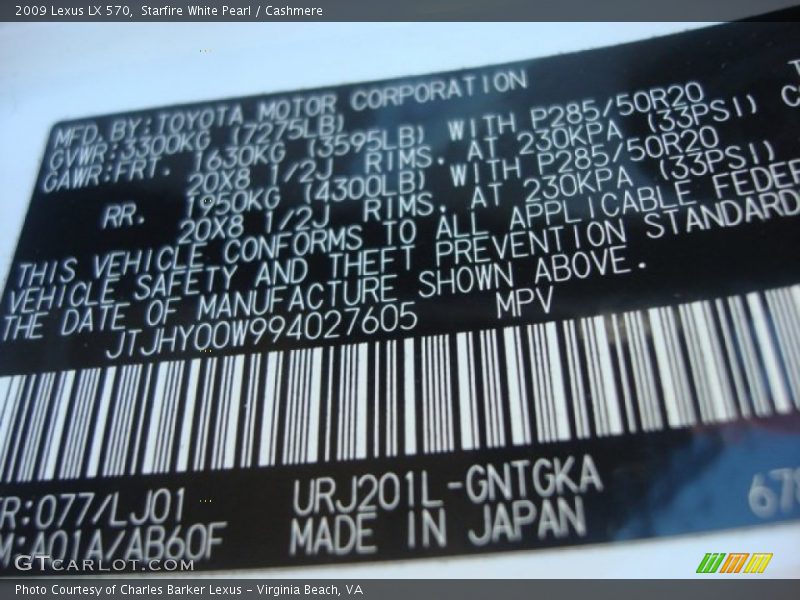 2009 Lexus LX 570, Starfire White Pearl / Cashmere
MFD. BY: TOYOTA MOTOR CORPORATION
GVWR: 3300KG (7275LB)
GAWR: FRT. 1630KG (3595LB) WITH P285/50R20
20X8 1/2J RIMS. AT 230KPA (33PSI)
RR. 1950KG (4300LB) WITH P285/50R20
20X8 1/2J RIMS. AT 230KPA (33PSI)
THIS VEHICLE CONFORMS TO ALL APPLICABLE FEDER
VEHICLE SAFETY AND THEFT PREVENTION STANDARD
THE DATE OF MANUFACTURE SHOWN ABOVE.
JTJHY00W994027605 MPV
R:077/LJ01 URJ201L-GNTGKA
M:A01A/AB60F MADE IN JAPAN
GTCARLOT.COM
Photo Courtesy of Charles Barker Lexus - Virginia Beach, VA